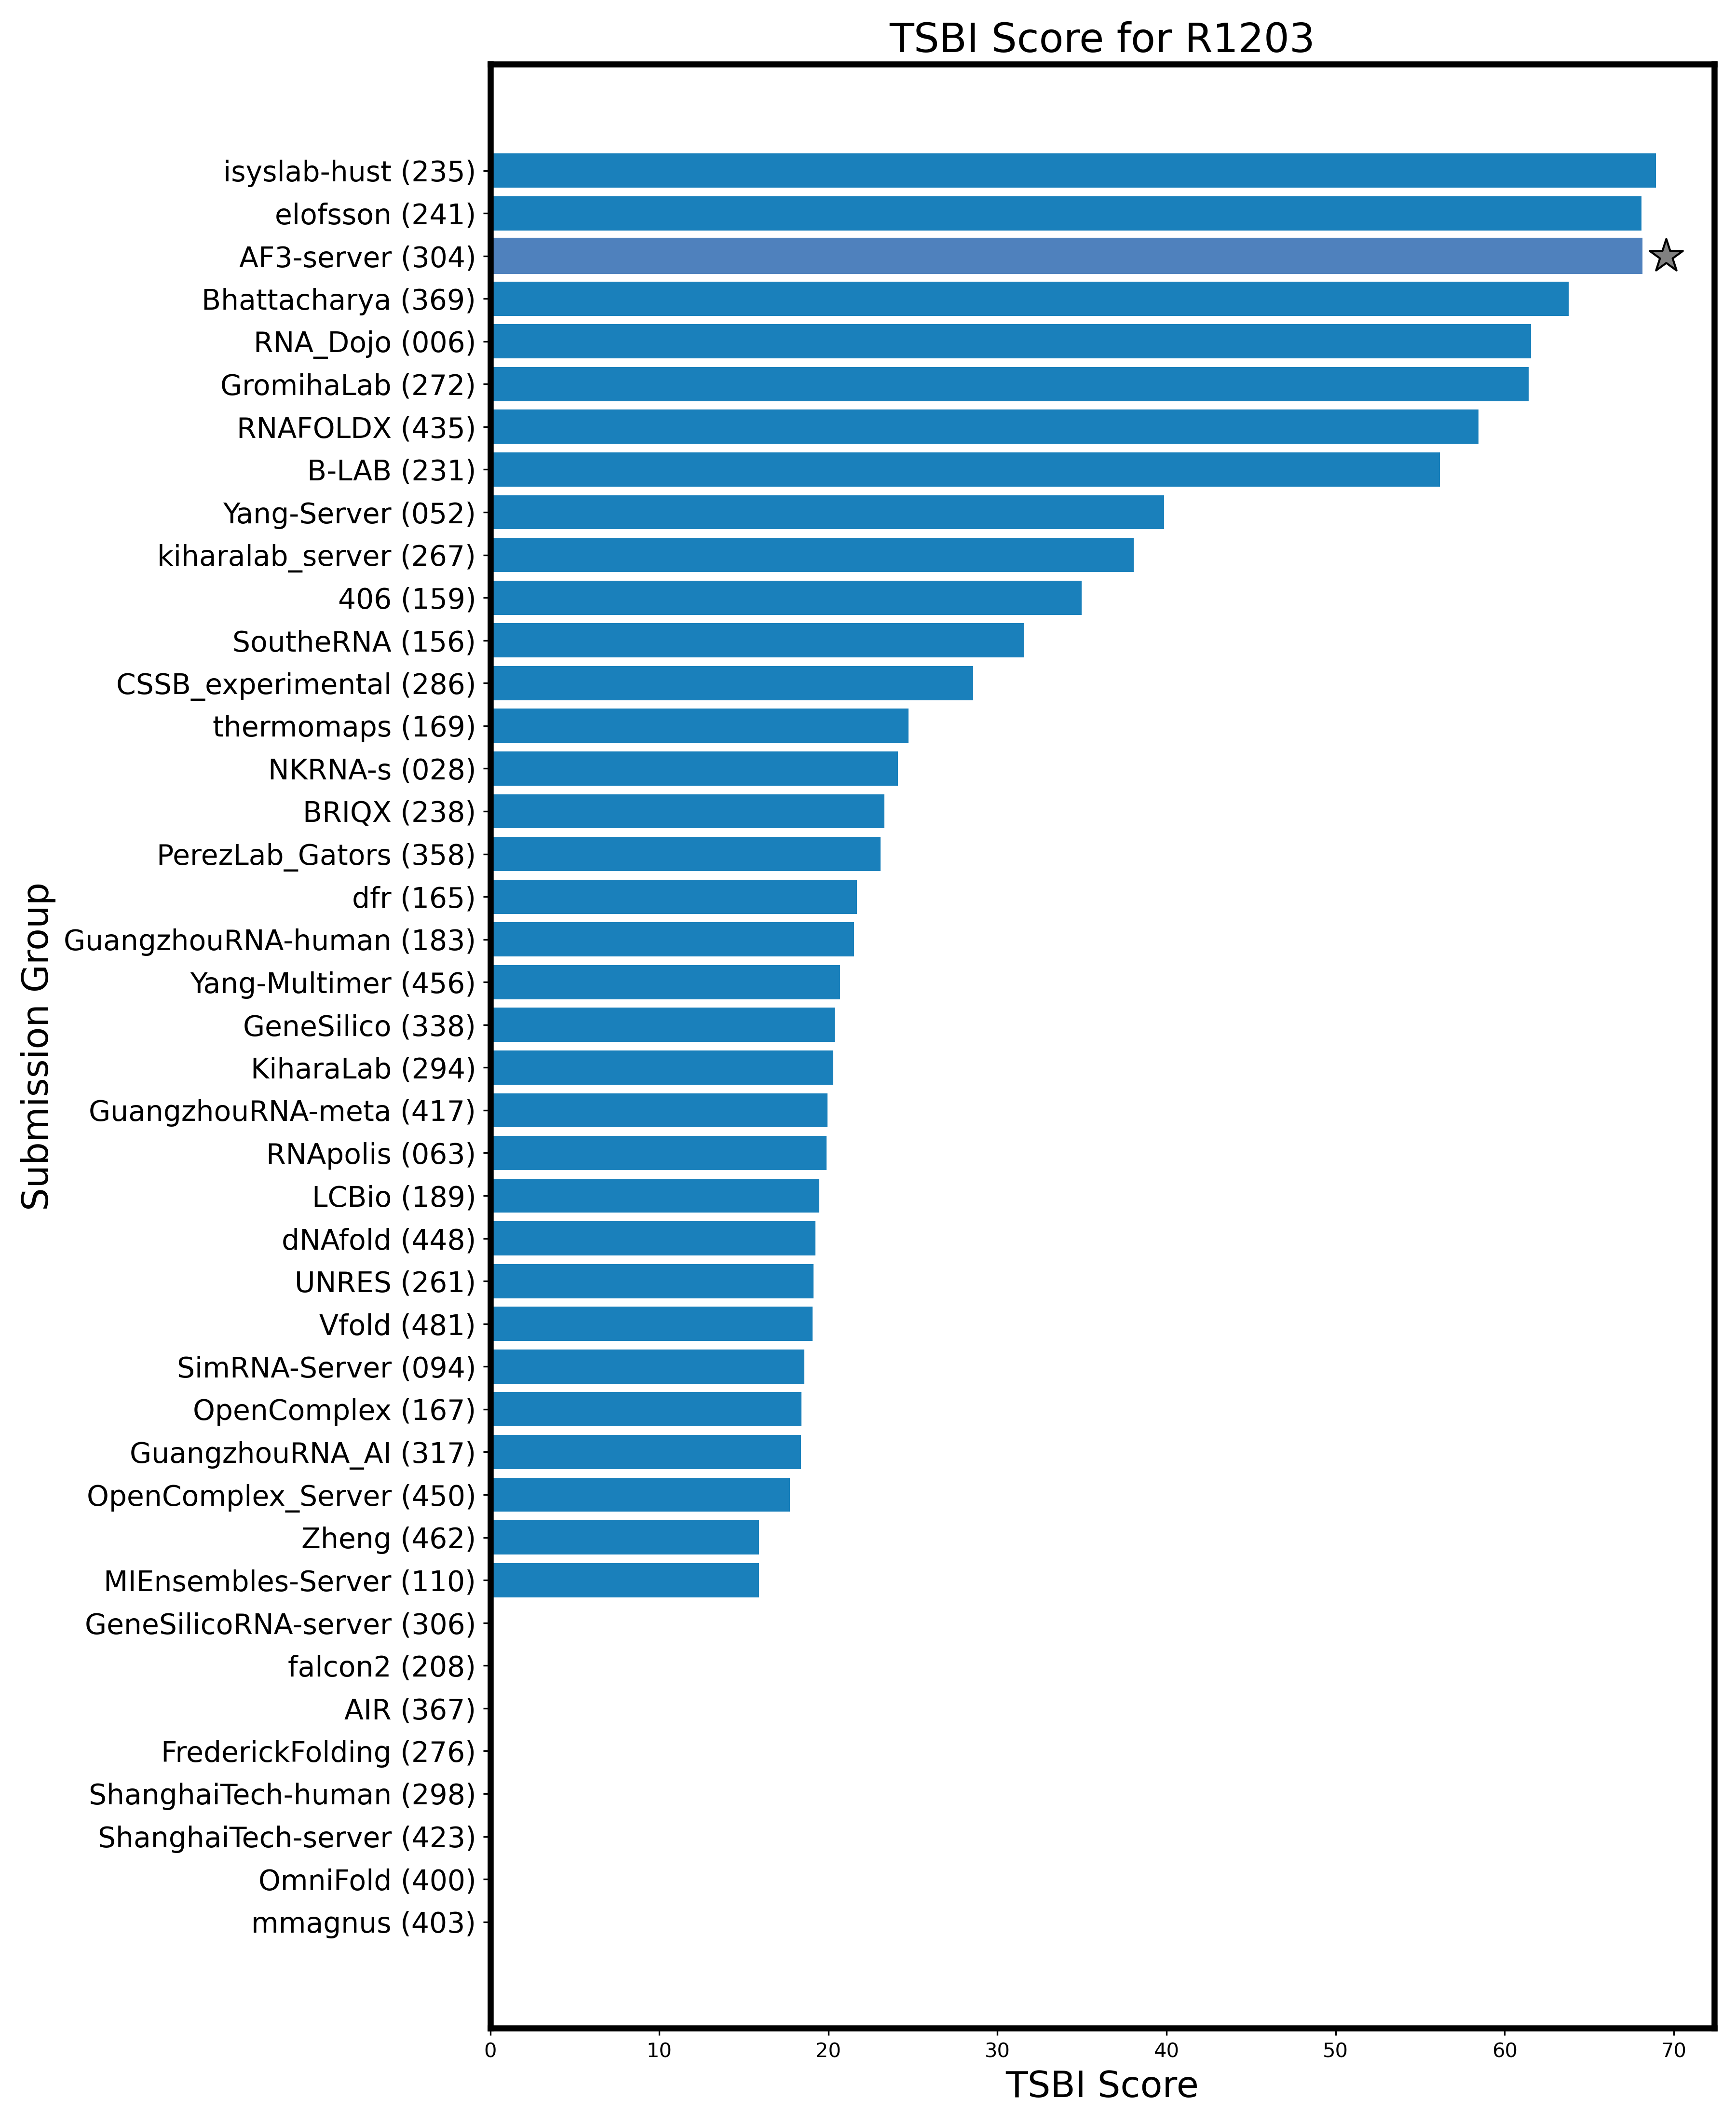 TSBI Score for R1203
isyslab-hust (235)
elofsson (241)
AF3-server (304)
Bhattacharya (369)
RNA_Dojo (006)
GromihaLab (272)
RNAFOLDX (435)
B-LAB (231)
Yang-Server (052)
kiharalab_server (267)
406 (159)
SoutheRNA (156)
CSSB_experimental (286)
thermomaps (169)
NKRNA-s (028)
BRIQX (238)
PerezLab_Gators (358)
dfr (165)
GuangzhouRNA-human (183)
Yang-Multimer (456)
GeneSilico (338)
KiharaLab (294)
GuangzhouRNA-meta (417)
RNApolis (063)
LCBio (189)
dNAfold (448)
UNRES (261)
Vfold (481)
SimRNA-Server (094)
OpenComplex (167)
GuangzhouRNA_AI (317)
OpenComplex_Server (450)
Zheng (462)
MIEnsembles-Server (110)
GeneSilicoRNA-server (306)
falcon2 (208)
AIR (367)
FrederickFolding (276)
ShanghaiTech-human (298)
ShanghaiTech-server (423)
OmniFold (400)
mmagnus (403)
Submission Group
0 10 20 30 40 50 60 70
TSBI Score